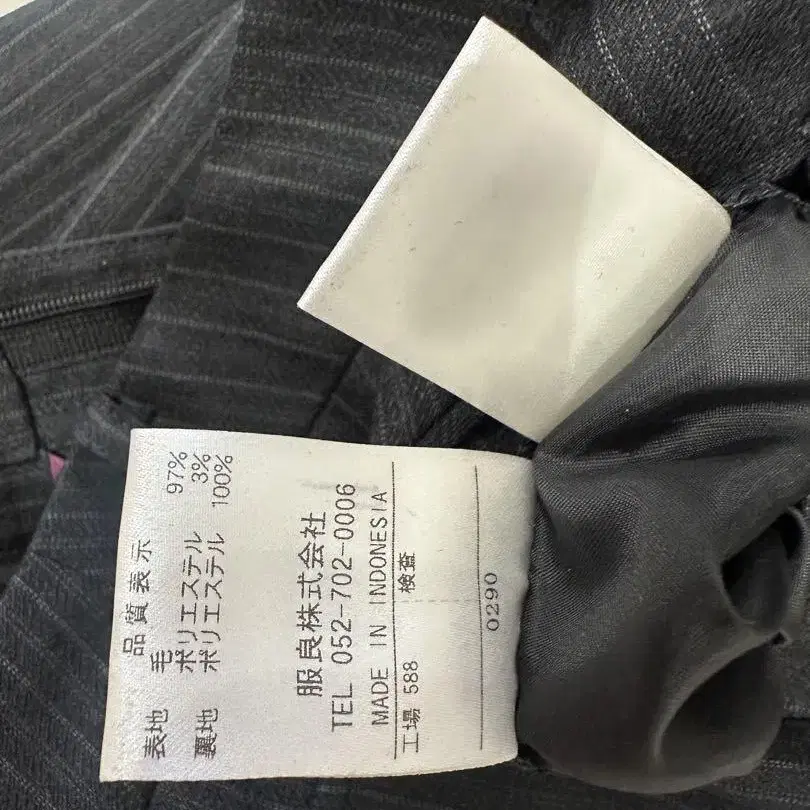 品質表示
表地 毛 97%
ポリエステル 3%
裏地 ポリエステル 100%
服良株式会社
TEL 052-702-0006
MADE IN INDONESIA
工場 588 検査
0290